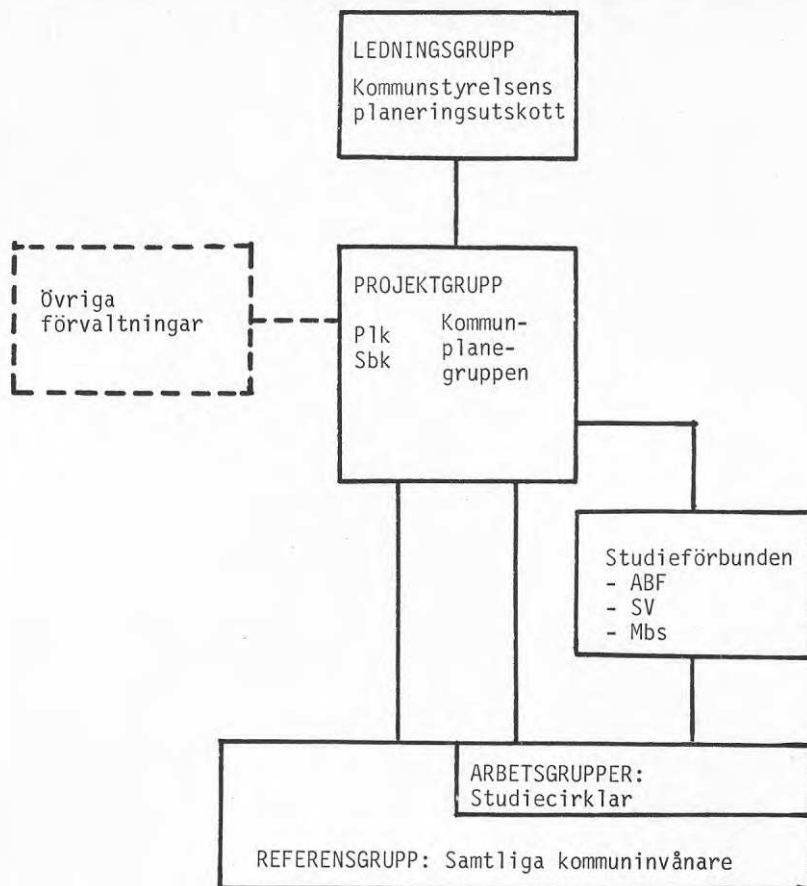 LEDNINGSGRUPP
Kommunstyrelsens
planeringsutskott
Övriga
förvaltningar
PROJEKTGRUPP
Plk
Sbk
Kommun-
plane-
gruppen
Studieförbunden
- ABF
- SV
- Mbs
ARBETSGRUPPER:
Studiecirklar
REFERENSGRUPP: Samtliga kommuninvånare